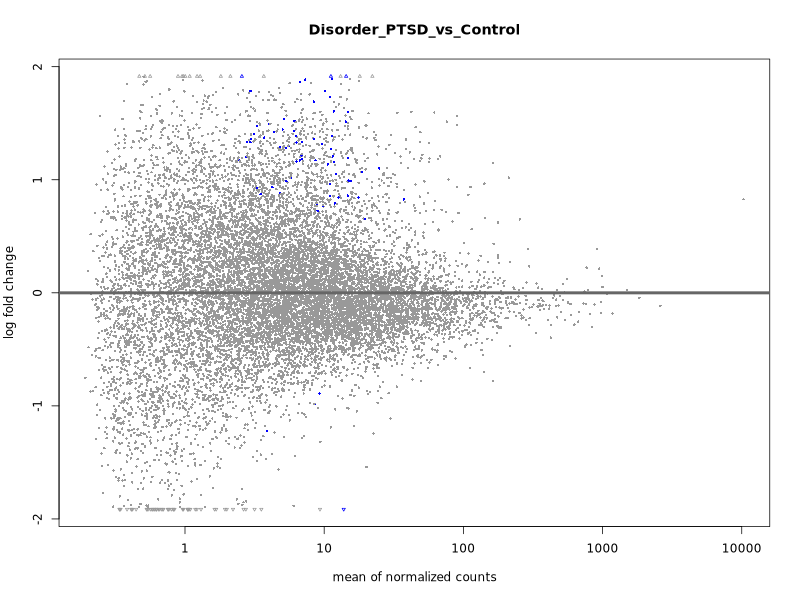 Disorder_PTSD_vs_Control
2
1
0
-1
-2
log fold change
1 10 100 1000 10000
mean of normalized counts